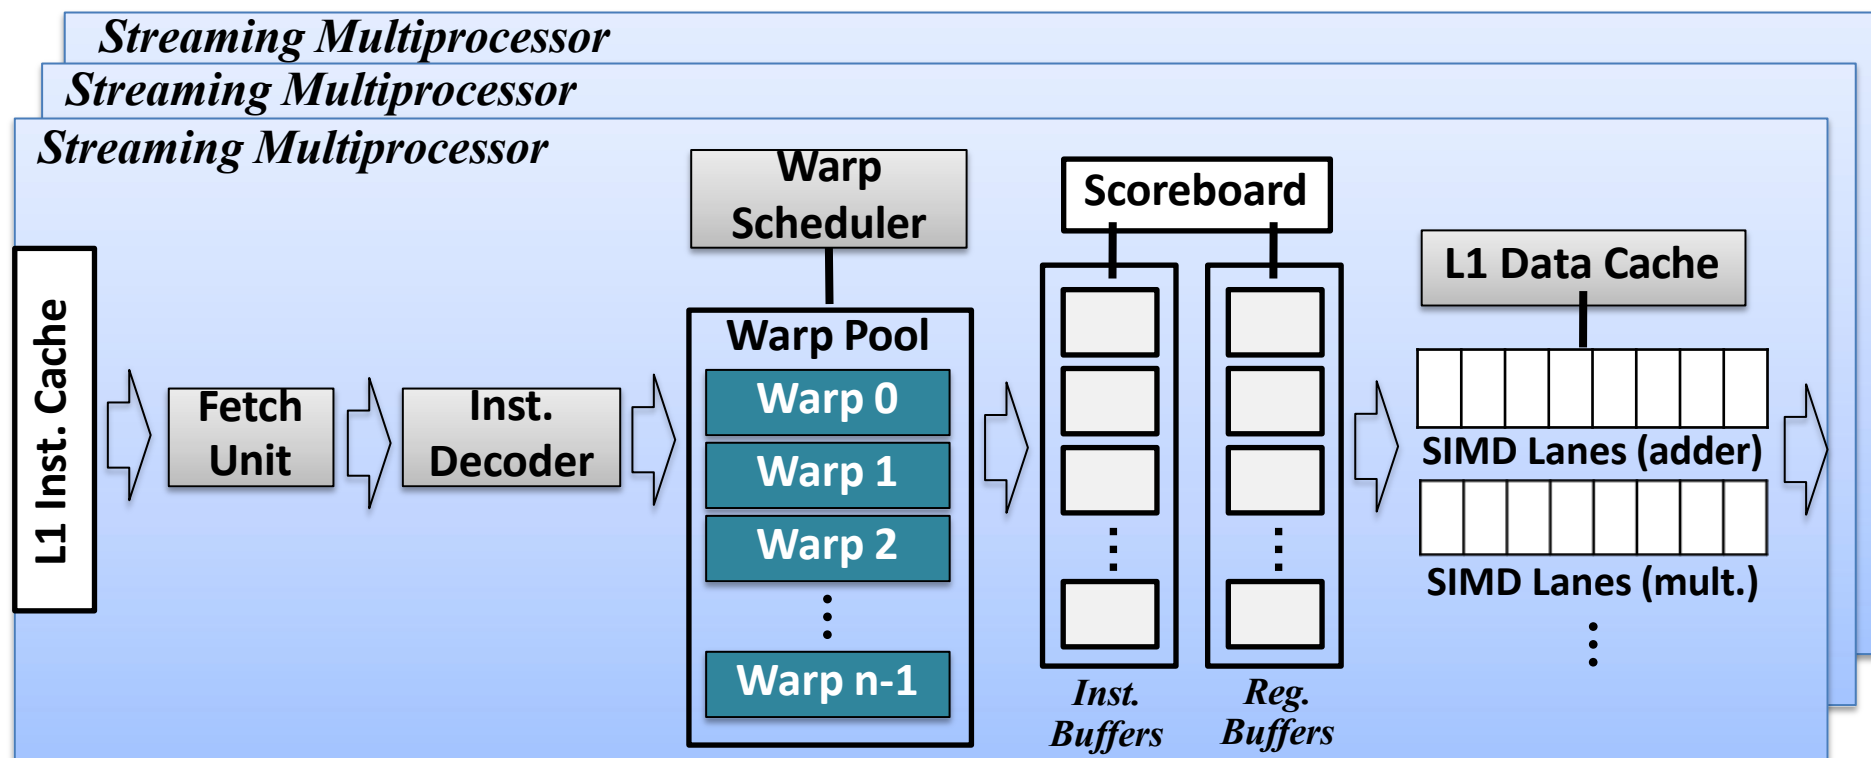 Streaming Multiprocessor
Streaming Multiprocessor
Streaming Multiprocessor
L1 Inst. Cache
Fetch
Unit
Inst.
Decoder
Warp
Scheduler
Warp Pool
Warp 0
Warp 1
Warp 2
Warp n-1
Scoreboard
Inst.
Buffers
Reg.
Buffers
L1 Data Cache
SIMD Lanes (adder)
SIMD Lanes (mult.)